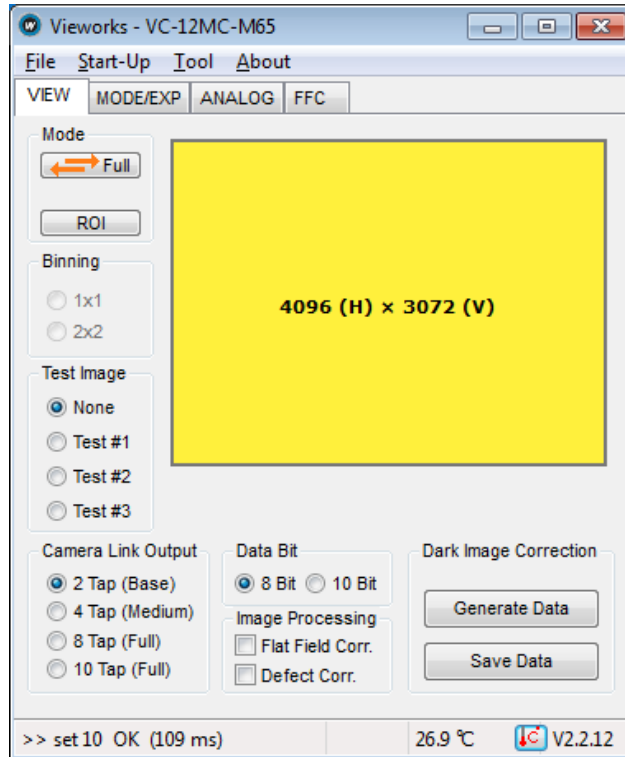 Vieworks - VC-12MC-M65
File Start-Up Tool About
VIEW MODE/EXP ANALOG FFC
Mode
Full
ROI
Binning
1x1
2x2
4096 (H) × 3072 (V)
Test Image
None
Test #1
Test #2
Test #3
Camera Link Output
2 Tap (Base)
4 Tap (Medium)
8 Tap (Full)
10 Tap (Full)
Data Bit
8 Bit 10 Bit
Image Processing
Flat Field Corr.
Defect Corr.
Dark Image Correction
Generate Data
Save Data
>> set 10 OK (109 ms) 26.9 ℃ C V2.2.12